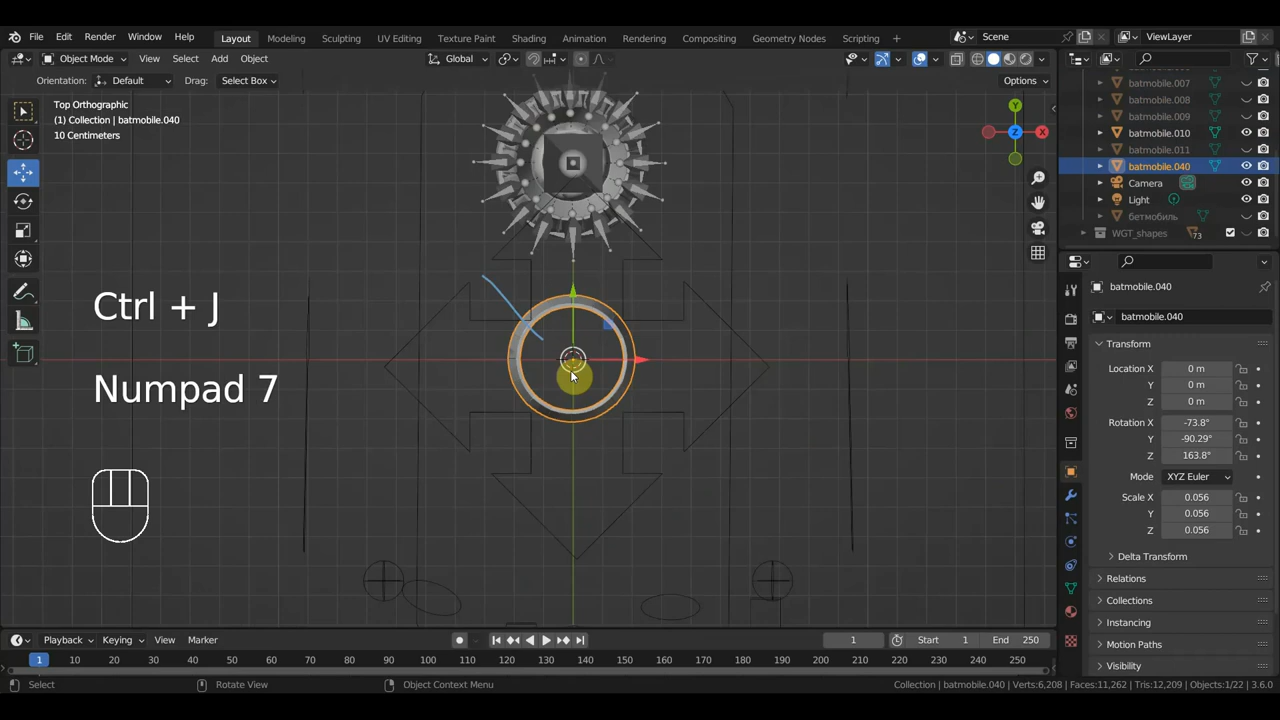 File Edit Render Window Help Layout Modeling Sculpting UV Editing Texture Paint Shading Animation Rendering Compositing Geometry Nodes Scripting + Scene ViewLayer
Object Mode View Select Add Object Global
Orientation: Default Drag: Select Box Options
Top Orthographic
(1) Collection | batmobile.040
10 Centimeters
Y
X
Z
Ctrl + J
Numpad 7
batmobile.007
batmobile.008
batmobile.009
batmobile.010
batmobile.011
batmobile.040
Camera
Light
бетмобиль
WGT_shapes 73
batmobile.040
batmobile.040
Transform
Location X 0 m
Y 0 m
Z 0 m
Rotation X -73.8°
Y -90.29°
Z 163.8°
Mode XYZ Euler
Scale X 0.056
Y 0.056
Z 0.056
Delta Transform
Relations
Collections
Instancing
Motion Paths
Visibility
Playback Keying View Marker 1 Start 1 End 250
1 10 20 30 40 50 60 70 80 90 100 110 120 130 140 150 160 170 180 190 200 210 220 230 240 250
Select Rotate View Object Context Menu Collection | batmobile.040 | Verts:6,208 | Faces:11,262 | Tris:12,209 | Objects:1/22 | 3.6.0